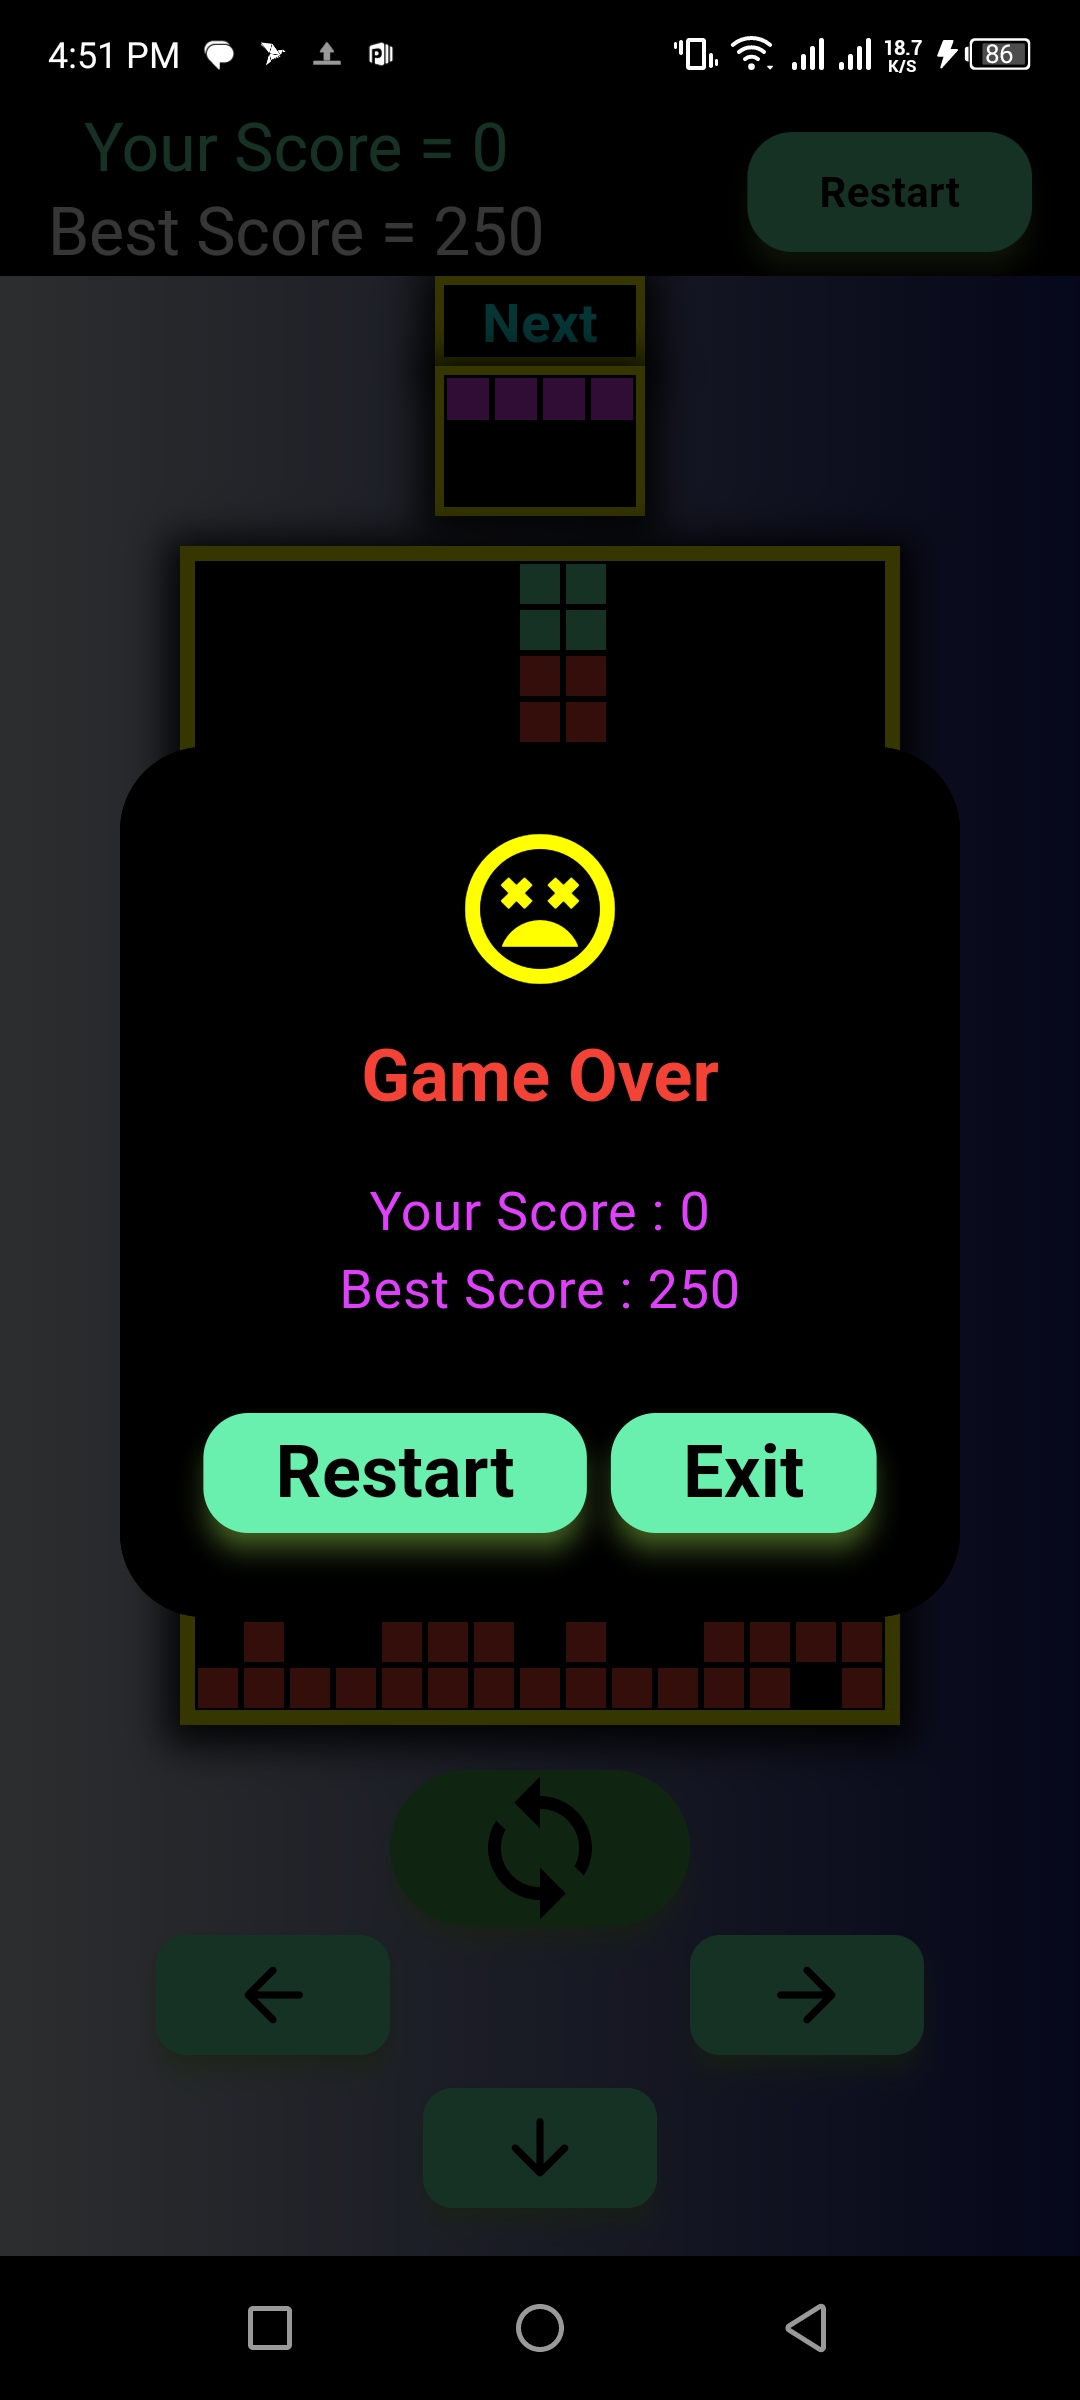 4:51 PM
18.7
K/S
86
Your Score = 0
Best Score = 250
Restart
Next
Game Over
Your Score : 0
Best Score : 250
Restart
Exit